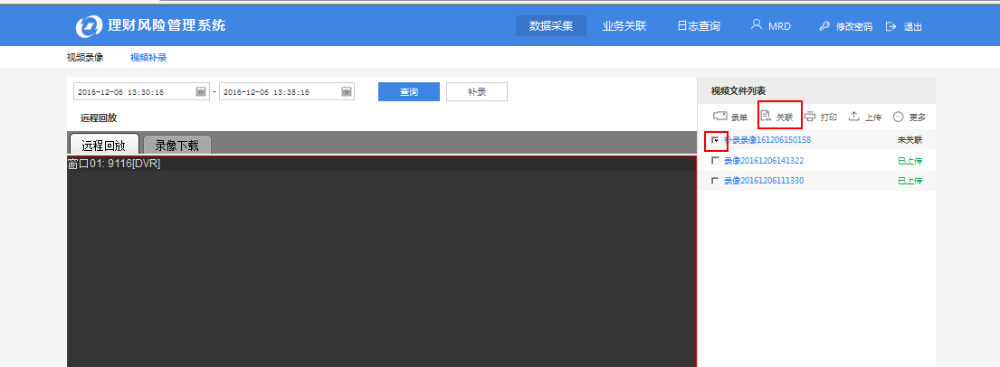 理财风险管理系统
数据采集 业务关联 日志查询 MRD 修改密码 退出
视频录像 视频补录
2016-12-06 13:30:16 - 2016-12-06 13:35:16 查询 补录
远程回放
远程回放 录像下载
窗口01: 9116[DVR]
视频文件列表
录单 关联 打印 上传 更多
补录录像161206150158 未关联
录像20161206141322 已上传
录像20161206111330 已上传